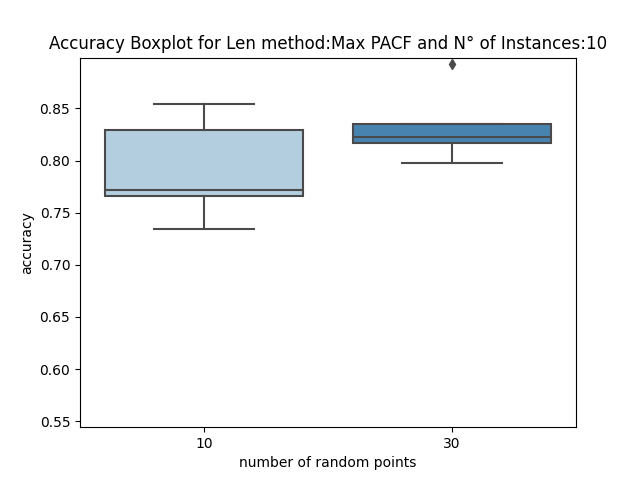 Accuracy Boxplot for Len method:Max PACF and N° of Instances:10
0.85
0.80
0.75
0.70
0.65
0.60
0.55
accuracy
10 30
number of random points